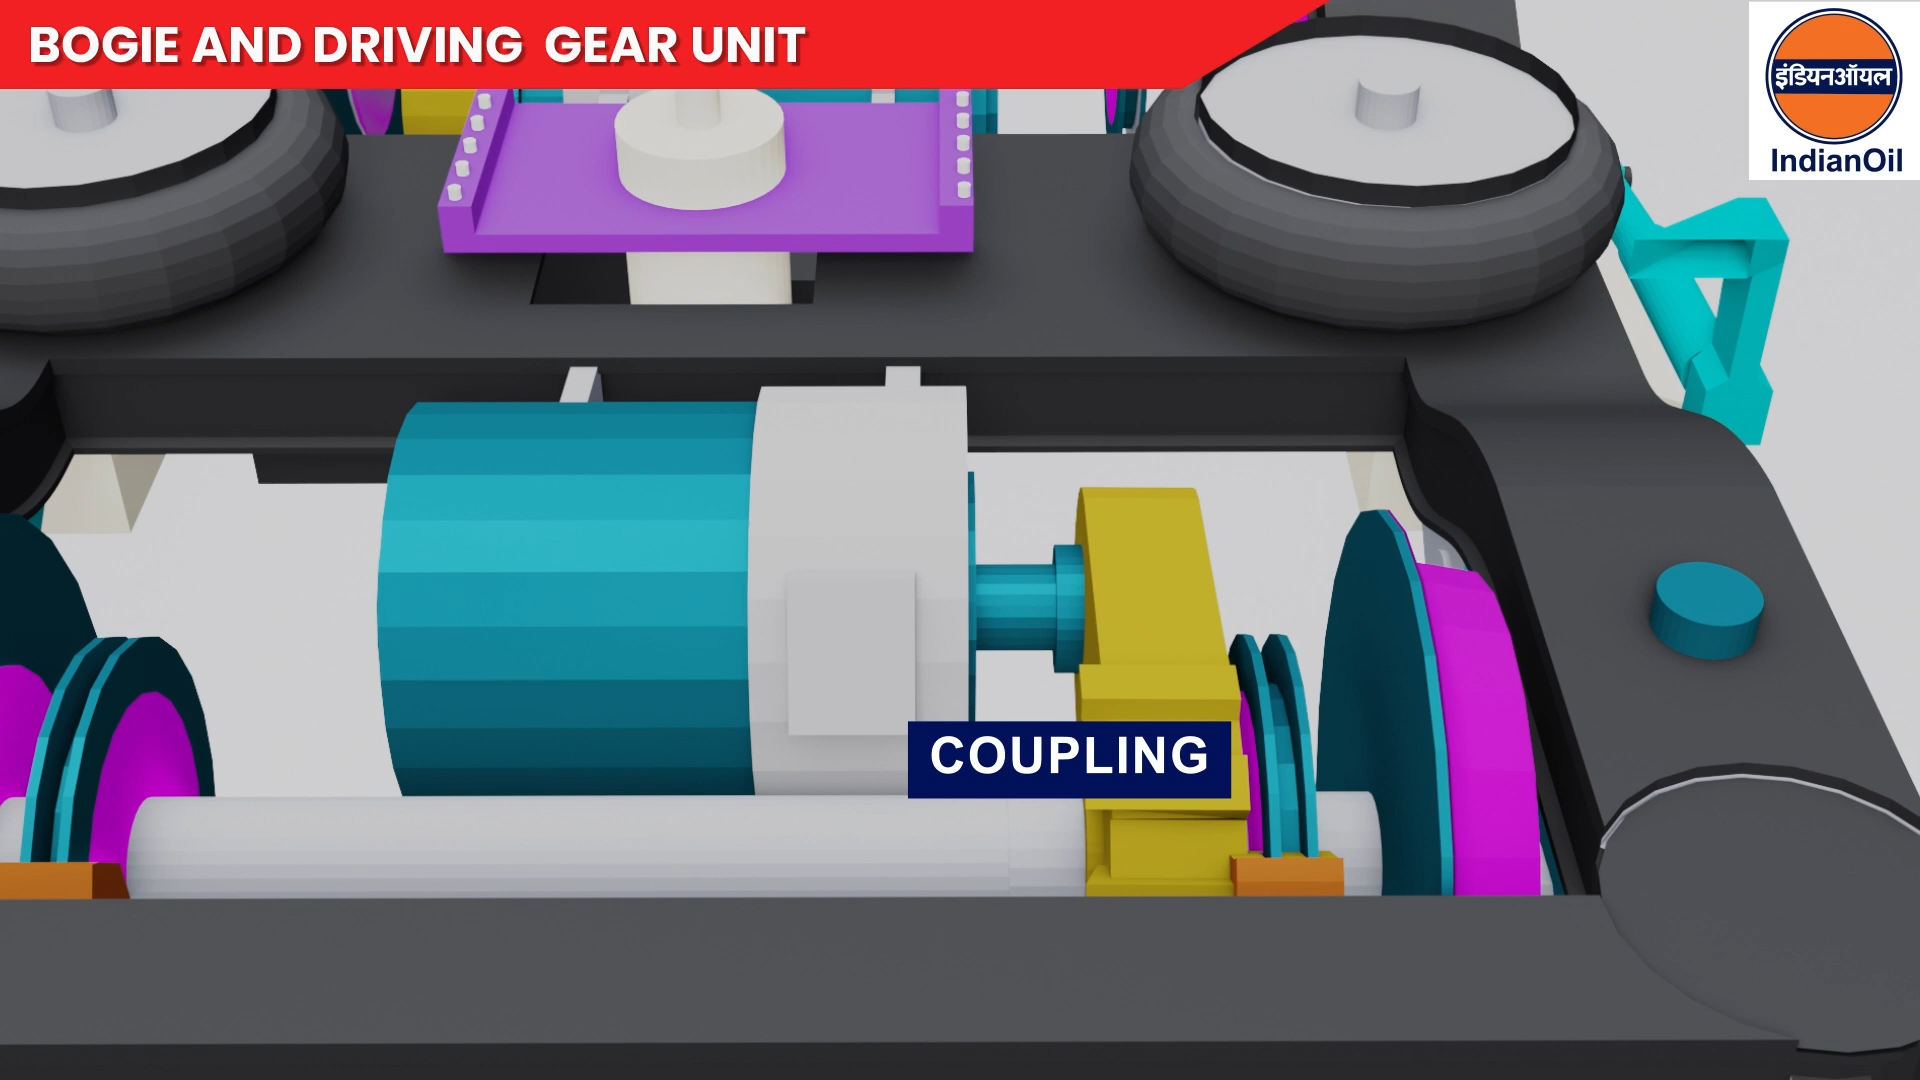 BOGIE AND DRIVING GEAR UNIT
इंडियनऑयल
IndianOil
COUPLING